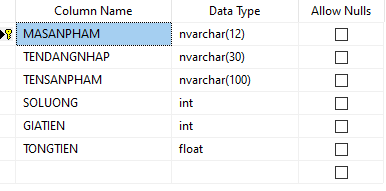 Column Name Data Type Allow Nulls
MASANPHAM nvarchar(12)
TENDANGNHAP nvarchar(30)
TENSANPHAM nvarchar(100)
SOLUONG int
GIATIEN int
TONGTIEN float